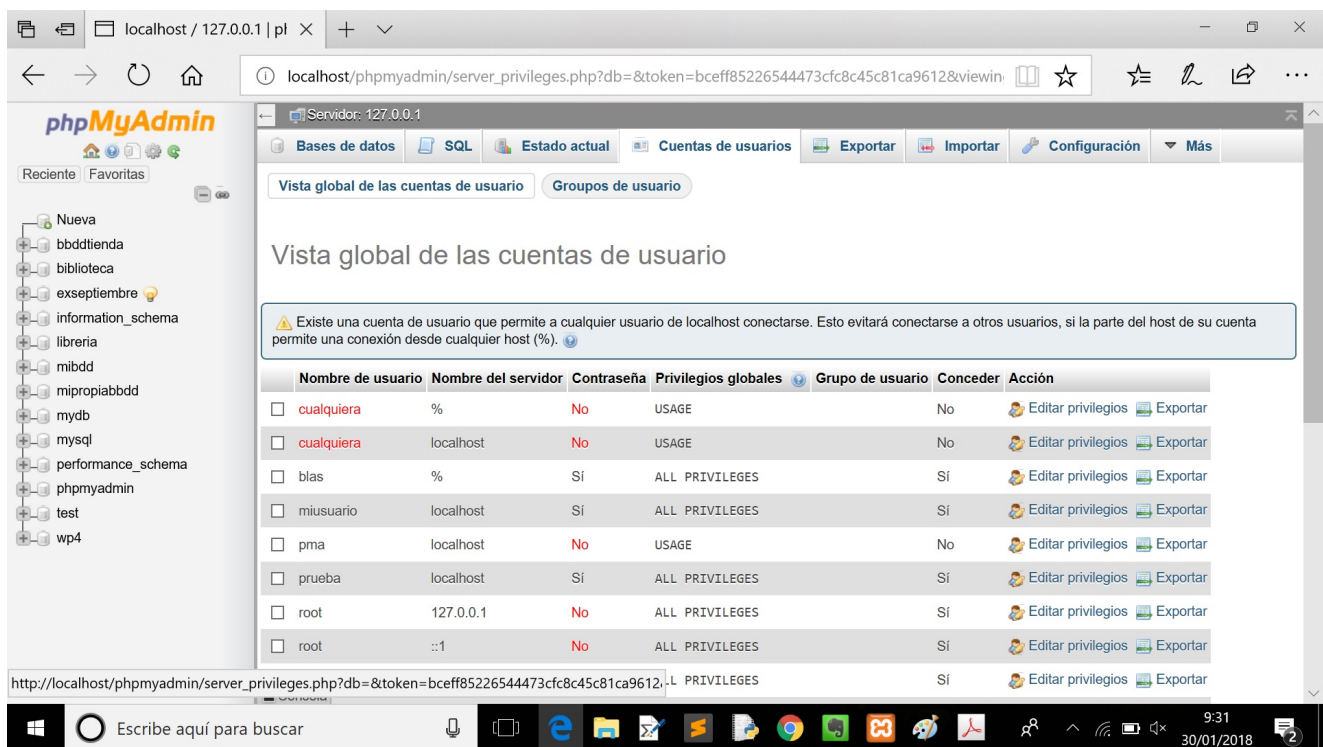 localhost / 127.0.0.1 | pl
localhost/phpmyadmin/server_privileges.php?db=&token=bceff85226544473cfc8c45c81ca9612&viewin
phpMyAdmin
Reciente Favoritas
Nueva
bbddtienda
biblioteca
exseptiembre
information_schema
libreria
mibdd
mipropiabbdd
mydb
mysql
performance_schema
phpmyadmin
test
wp4
Servidor: 127.0.0.1
Bases de datos SQL Estado actual Cuentas de usuarios Exportar Importar Configuración Más
Vista global de las cuentas de usuario Groupos de usuario
Vista global de las cuentas de usuario
Existe una cuenta de usuario que permite a cualquier usuario de localhost conectarse. Esto evitará conectarse a otros usuarios, si la parte del host de su cuenta
permite una conexión desde cualquier host (%).
Nombre de usuario Nombre del servidor Contraseña Privilegios globales Grupo de usuario Conceder Acción
cualquiera % No USAGE No Editar privilegios Exportar
cualquiera localhost No USAGE No Editar privilegios Exportar
blas % Sí ALL PRIVILEGES Sí Editar privilegios Exportar
miusuario localhost Sí ALL PRIVILEGES Sí Editar privilegios Exportar
pma localhost No USAGE No Editar privilegios Exportar
prueba localhost Sí ALL PRIVILEGES Sí Editar privilegios Exportar
root 127.0.0.1 No ALL PRIVILEGES Sí Editar privilegios Exportar
root ::1 No ALL PRIVILEGES Sí Editar privilegios Exportar
PRIVILEGES Sí Editar privilegios Exportar
http://localhost/phpmyadmin/server_privileges.php?db=&token=bceff85226544473cfc8c45c81ca9612
Escribe aquí para buscar
9:31
30/01/2018
2